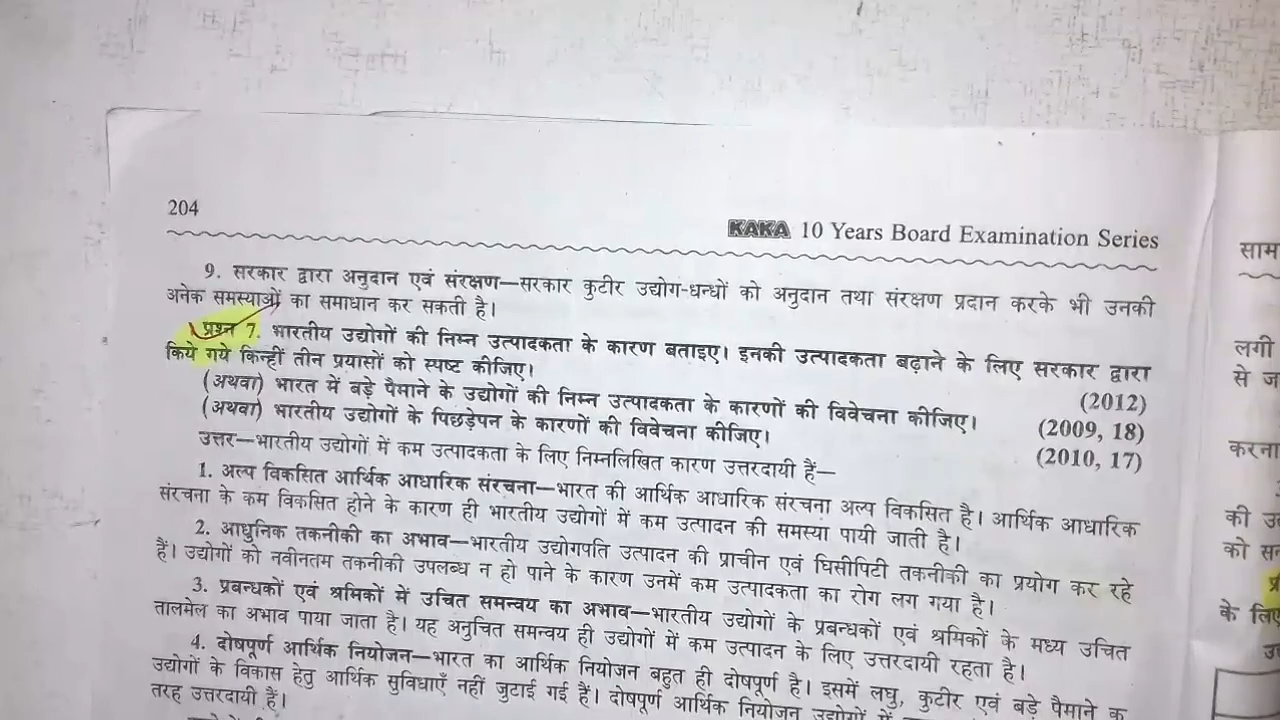 204
KAKA 10 Years Board Examination Series
9. सरकार द्वारा अनुदान एवं संरक्षण—सरकार कुटीर उद्योग-धन्धों को अनुदान तथा संरक्षण प्रदान करके भी उनकी
अनेक समस्याओं का समाधान कर सकती है।
प्रश्न 7. भारतीय उद्योगों की निम्न उत्पादकता के कारण बताइए। इनकी उत्पादकता बढ़ाने के लिए सरकार द्वारा
किये गये किन्हीं तीन प्रयासों को स्पष्ट कीजिए। (2012)
(अथवा) भारत में बड़े पैमाने के उद्योगों की निम्न उत्पादकता के कारणों की विवेचना कीजिए। (2009, 18)
(अथवा) भारतीय उद्योगों के पिछड़ेपन के कारणों की विवेचना कीजिए। (2010, 17)
उत्तर—भारतीय उद्योगों में कम उत्पादकता के लिए निम्नलिखित कारण उत्तरदायी हैं—
1. अल्प विकसित आर्थिक आधारिक संरचना—भारत की आर्थिक आधारिक संरचना अल्प विकसित है। आर्थिक आधारिक
संरचना के कम विकसित होने के कारण ही भारतीय उद्योगों में कम उत्पादन की समस्या पायी जाती है।
2. आधुनिक तकनीकी का अभाव—भारतीय उद्योगपति उत्पादन की प्राचीन एवं घिसीपिटी तकनीकी का प्रयोग कर रहे
हैं। उद्योगों को नवीनतम तकनीकी उपलब्ध न हो पाने के कारण उनमें कम उत्पादकता का रोग लग गया है।
3. प्रबन्धकों एवं श्रमिकों में उचित समन्वय का अभाव—भारतीय उद्योगों के प्रबन्धकों एवं श्रमिकों के मध्य उचित
तालमेल का अभाव पाया जाता है। यह अनुचित समन्वय ही उद्योगों में कम उत्पादन के लिए उत्तरदायी रहता है।
4. दोषपूर्ण आर्थिक नियोजन—भारत का आर्थिक नियोजन बहुत ही दोषपूर्ण है। इसमें लघु, कुटीर एवं बड़े पैमाने के
उद्योगों के विकास हेतु आर्थिक सुविधाएँ नहीं जुटाई गई हैं। दोषपूर्ण आर्थिक नियोजन उद्योगों में
तरह उत्तरदायी हैं।
साम
लगी
से ज
करना
की उ
को सन
के लिए